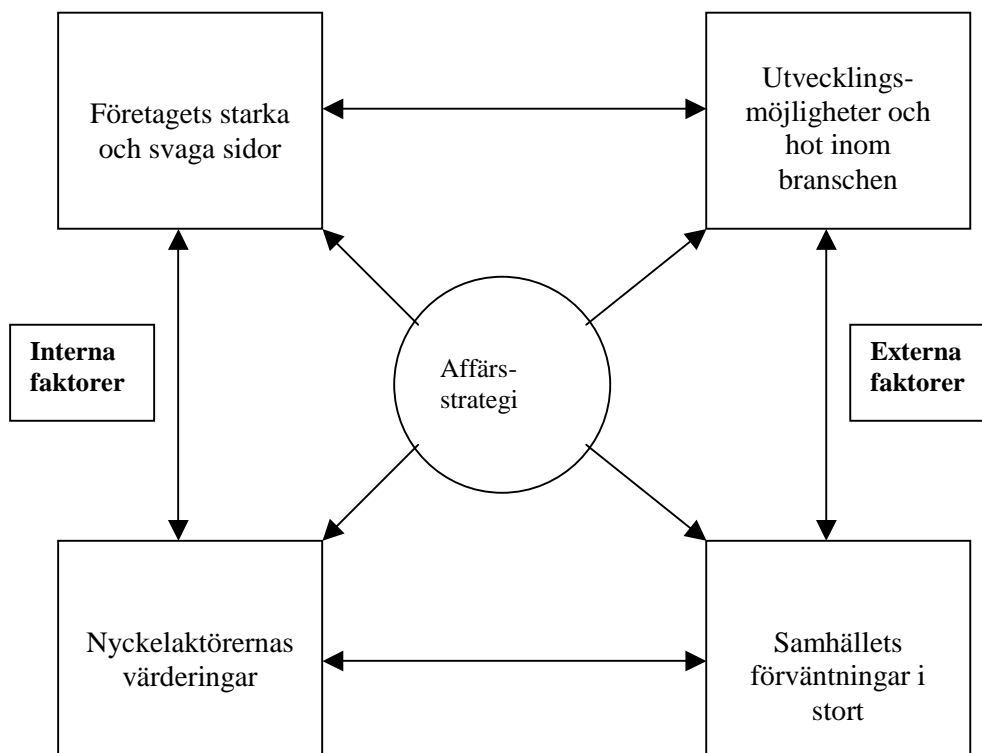 Företagets starka
och svaga sidor
Utvecklings-
möjligheter och
hot inom
branschen
Interna
faktorer
Affärs-
strategi
Externa
faktorer
Nyckelaktörernas
värderingar
Samhällets
förväntningar i
stort